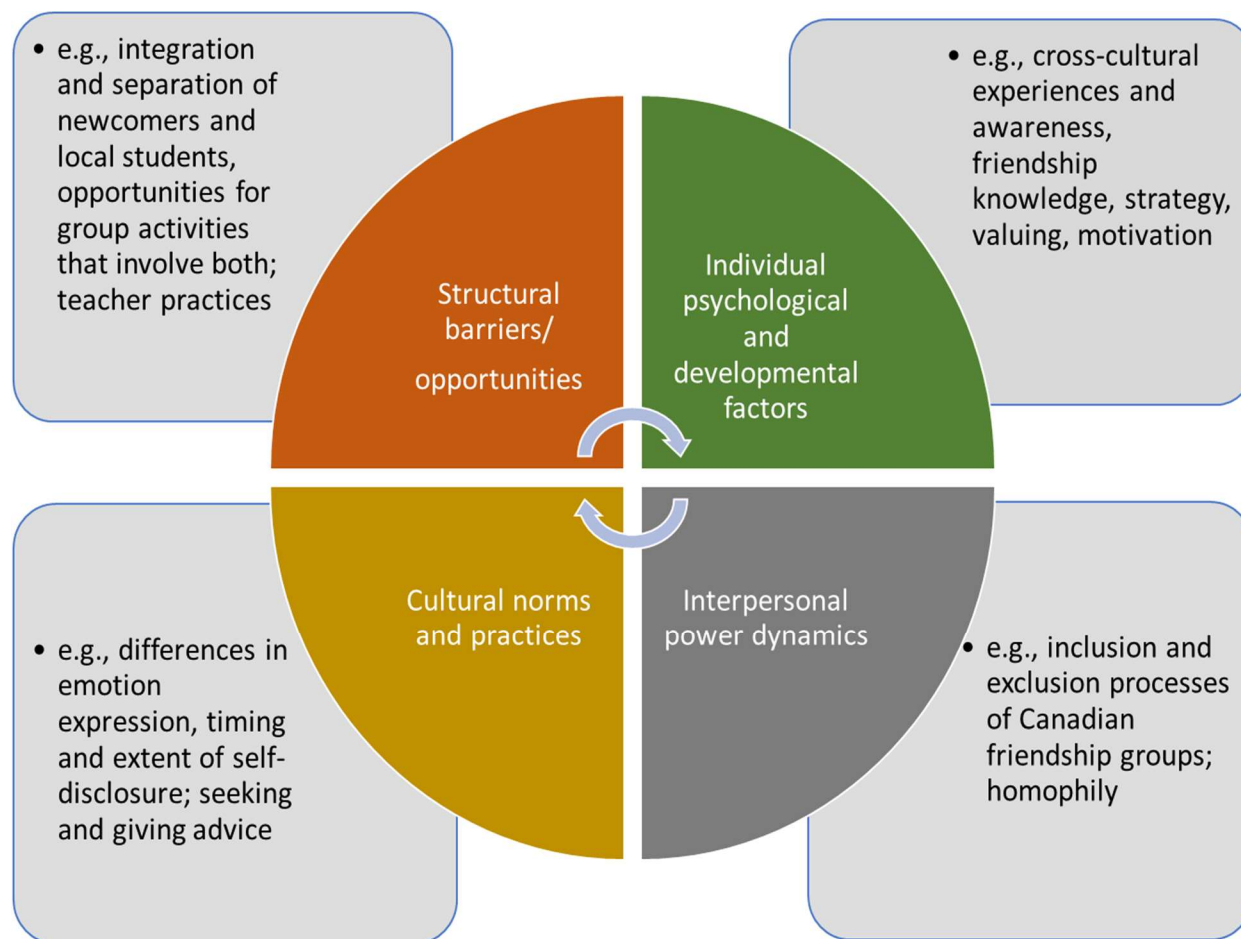 • e.g., integration
and separation of
newcomers and
local students,
opportunities for
group activities
that involve both;
teacher practices
• e.g., cross-cultural
experiences and
awareness,
friendship
knowledge, strategy,
valuing, motivation
Structural
barriers/
opportunities
Individual
psychological
and
developmental
factors
Cultural norms
and practices
Interpersonal
power dynamics
• e.g., differences in
emotion
expression, timing
and extent of self-
disclosure; seeking
and giving advice
• e.g., inclusion and
exclusion processes
of Canadian
friendship groups;
homophily